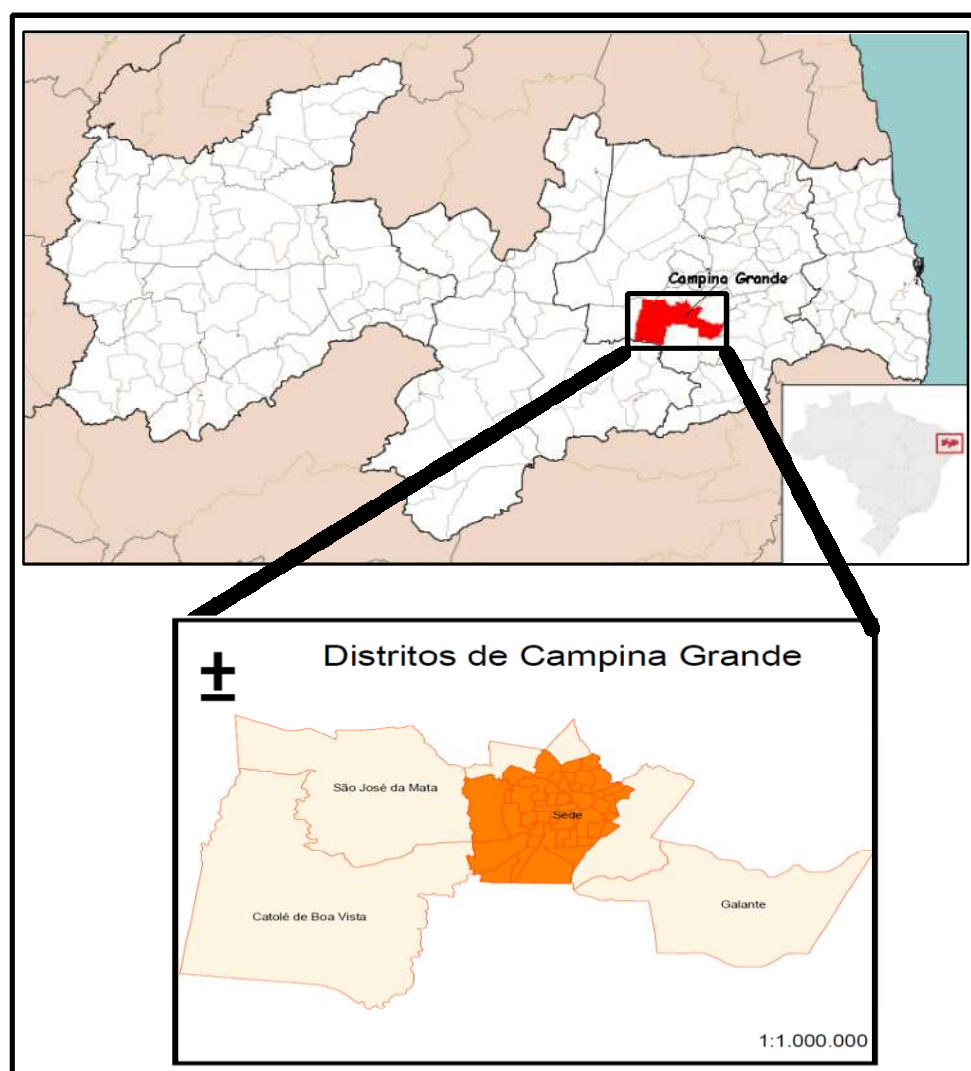 Campina Grande
Distritos de Campina Grande
São José da Mata
Sede
Catolé de Boa Vista
Galante
1:1.000.000